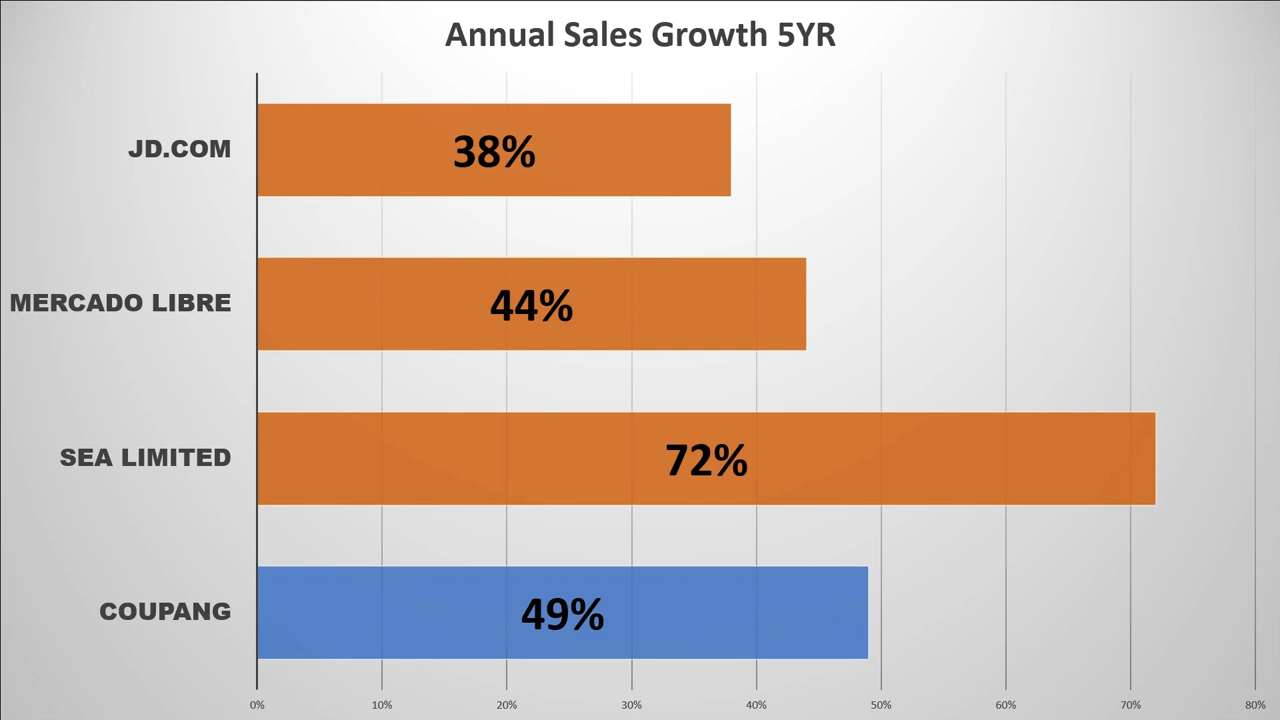 Annual Sales Growth 5YR
JD.COM
38%
MERCADO LIBRE
44%
SEA LIMITED
72%
COUPANG
49%
0% 10% 20% 30% 40% 50% 60% 70% 80%